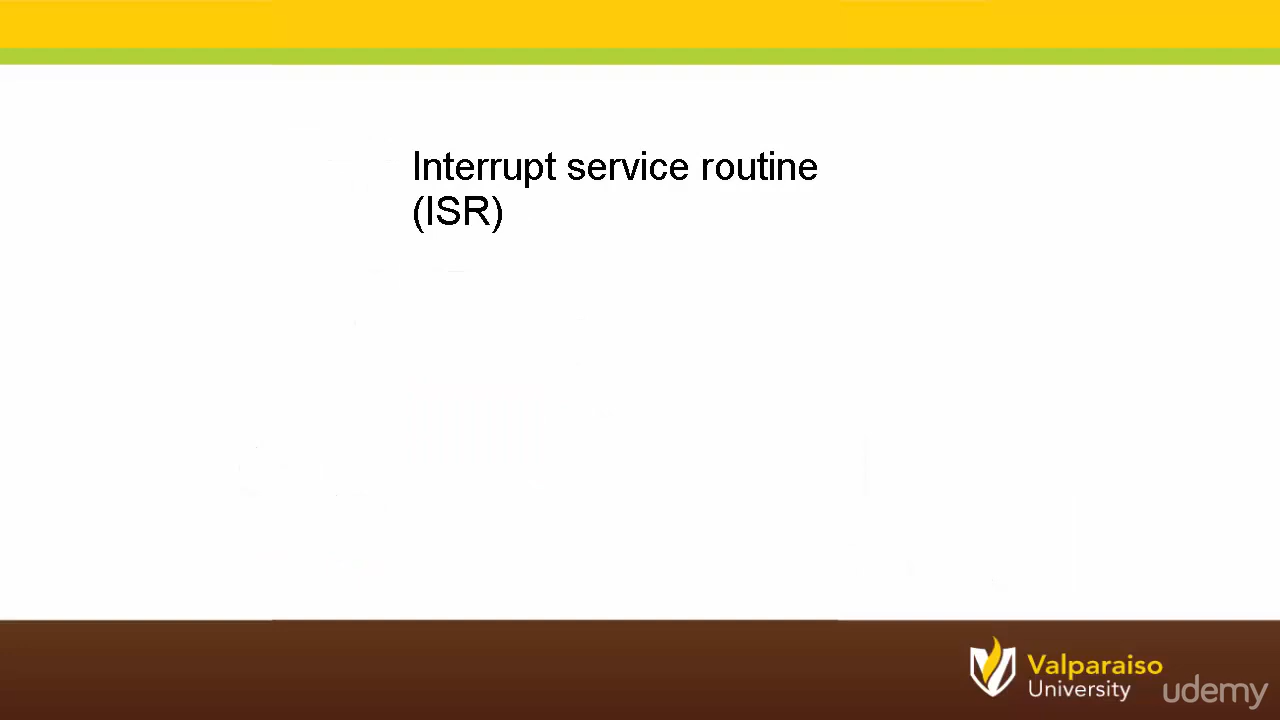 Interrupt service routine
(ISR)
Valparaiso
University
udemy